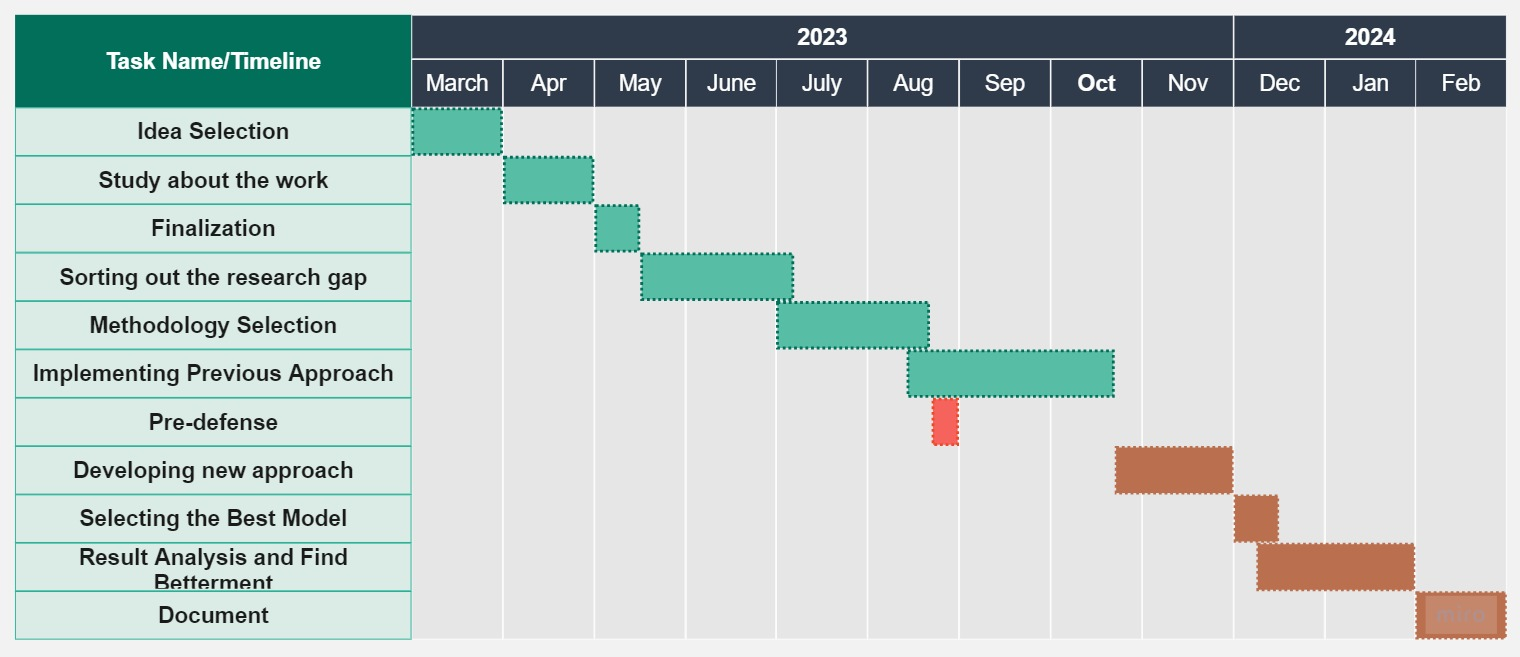 Task Name/Timeline
2023
2024
March
Apr
May
June
July
Aug
Sep
Oct
Nov
Dec
Jan
Feb
Idea Selection
Study about the work
Finalization
Sorting out the research gap
Methodology Selection
Implementing Previous Approach
Pre-defense
Developing new approach
Selecting the Best Model
Result Analysis and Find
Betterment
Document
miro